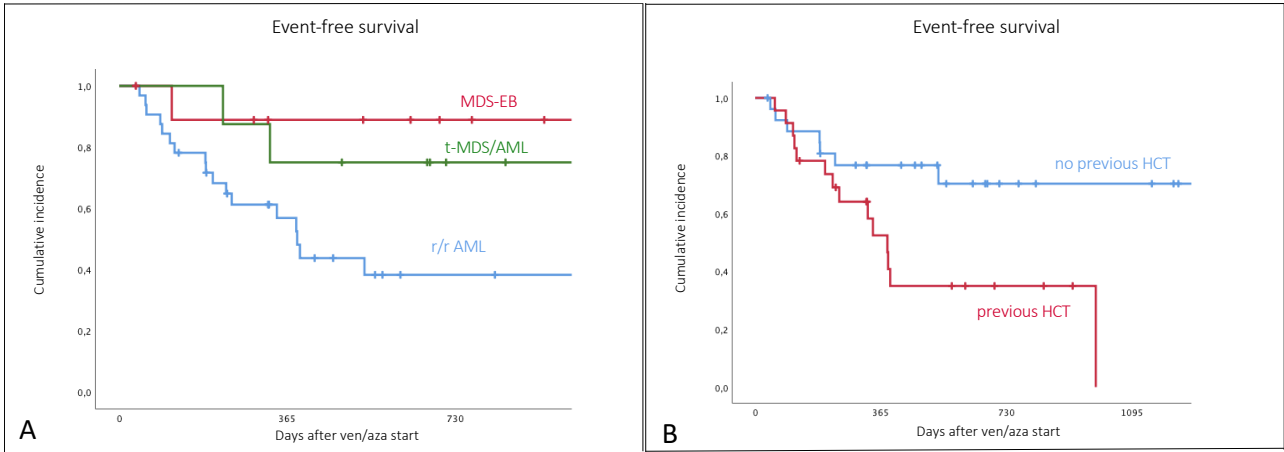 Event-free survival
Cumulative incidence
1,0
0,8
0,6
0,4
0,2
0,0
MDS-EB
t-MDS/AML
r/r AML
0
365
730
Days after ven/aza start
A
Event-free survival
Cumulative incidence
1,0
0,8
0,6
0,4
0,2
0,0
no previous HCT
previous HCT
0
365
730
1095
Days after ven/aza start
B